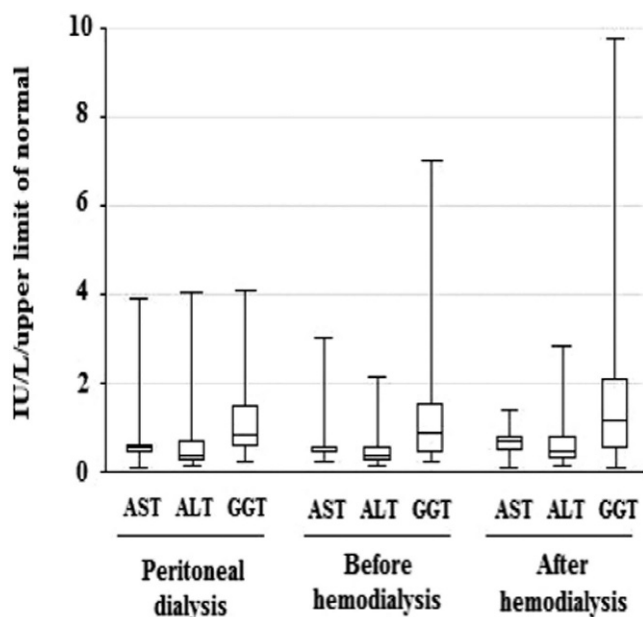 IU/L/upper limit of normal
10
8
6
4
2
0
AST ALT GGT AST ALT GGT AST ALT GGT
Peritoneal dialysis
Before hemodialysis
After hemodialysis